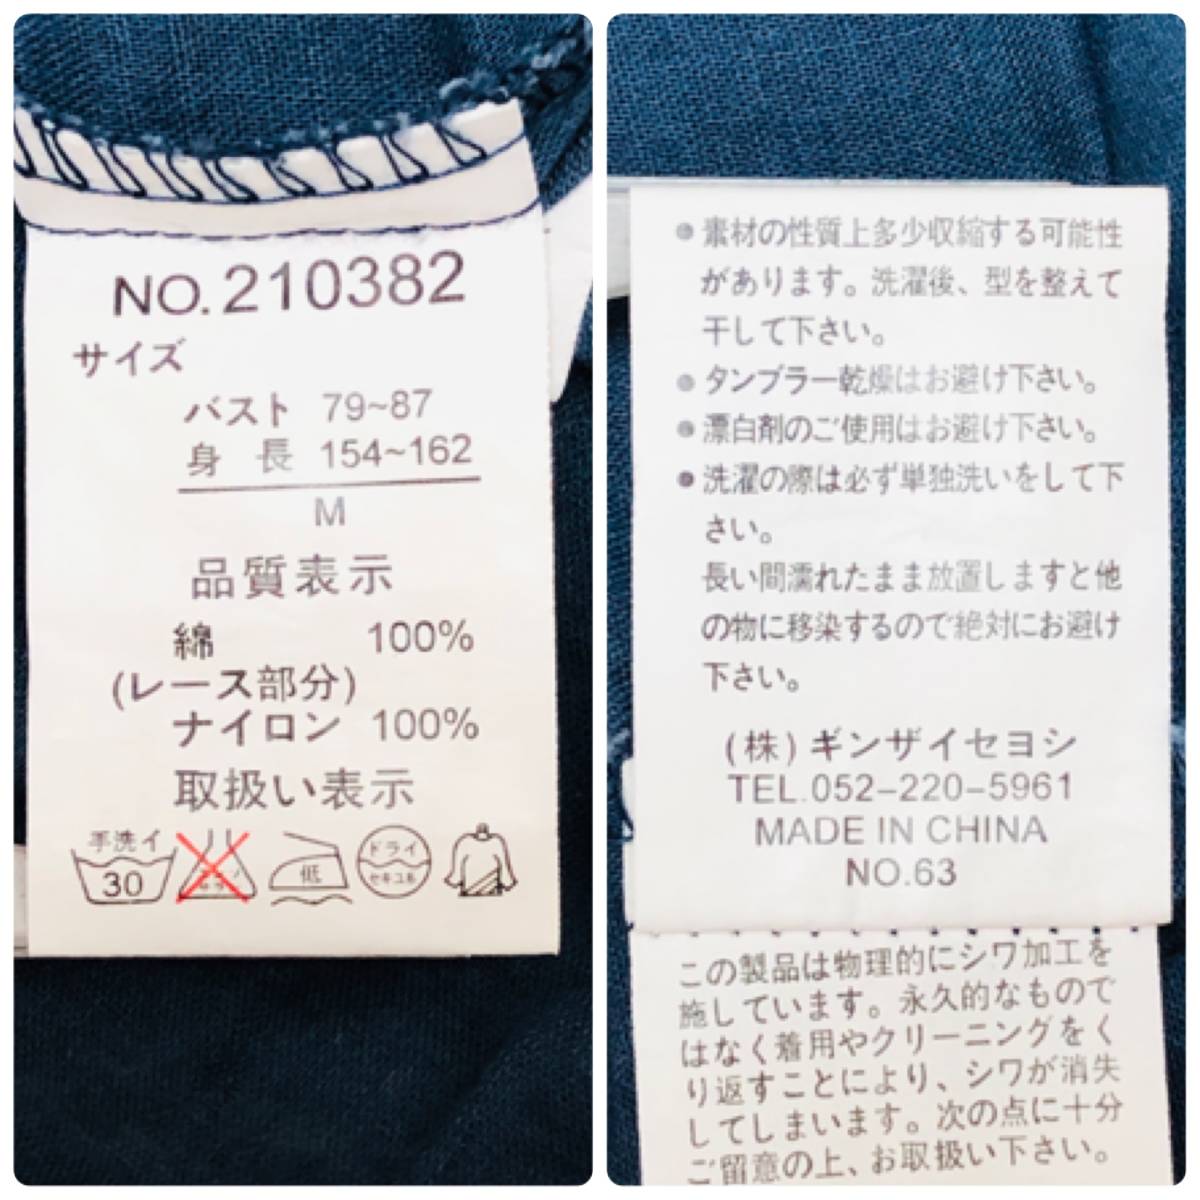 NO.210382
サイズ
バスト 79~87
身 長 154~162
M
品質表示
綿 100%
(レース部分)
ナイロン 100%
取扱い表示
手洗イ
30
低
ドライ
セキユ系
●素材の性質上多少収縮する可能性
があります。洗濯後、型を整えて
干して下さい。
●タンブラー乾燥はお避け下さい。
●漂白剤のご使用はお避け下さい。
●洗濯の際は必ず単独洗いをして下
さい。
長い間濡れたまま放置しますと他
の物に移染するので絶対にお避け
下さい。
(株)ギンザイセヨシ
TEL.052-220-5961
MADE IN CHINA
NO.63
この製品は物理的にシワ加工を
施しています。永久的なもので
はなく着用やクリーニングをく
り返すことにより、シワが消失
してしまいます。次の点に十分
ご留意の上、お取扱い下さい。